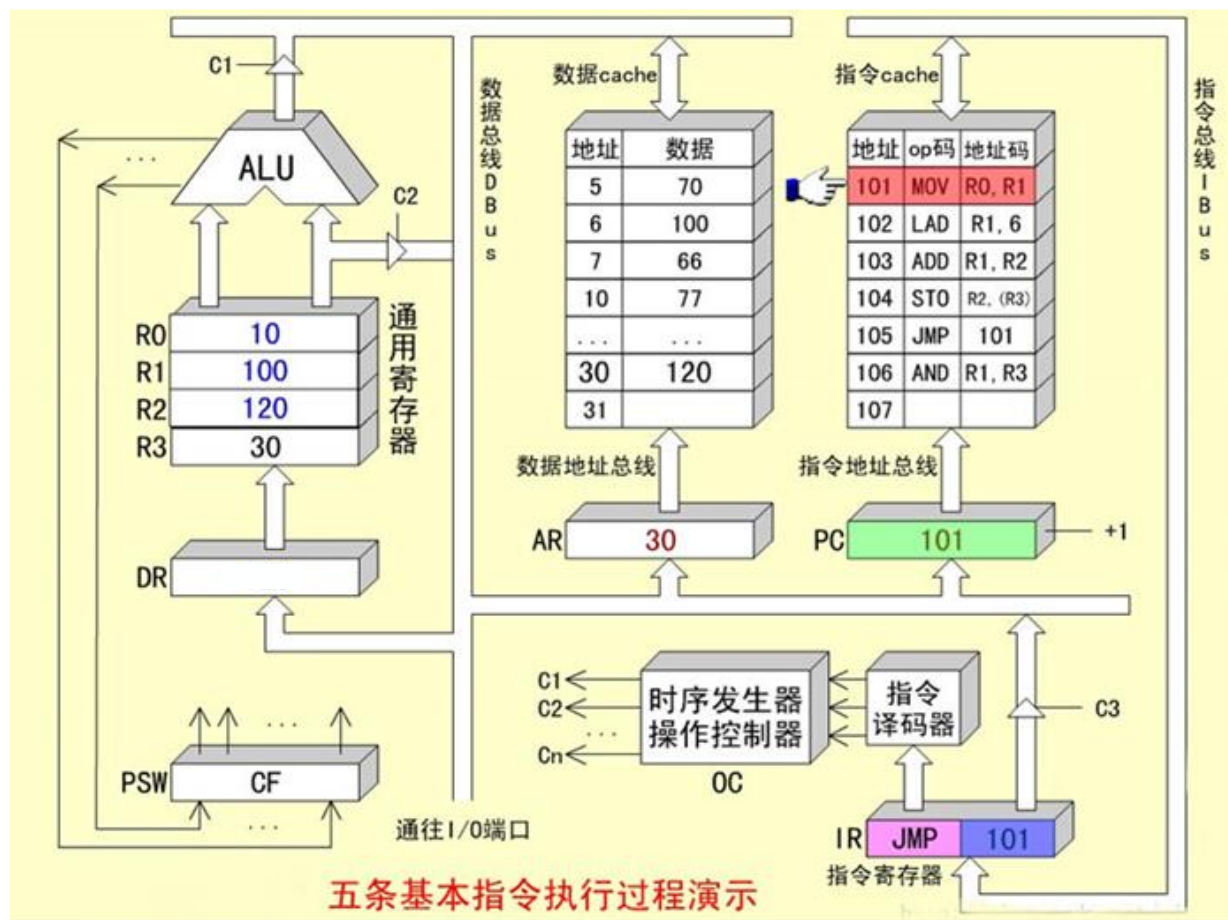 C1
数据cache
指令cache
数据总线DBus
指令总线IBus
ALU
...
C2
地址 数据
5 70
6 100
7 66
10 77
... ...
30 120
31
地址 op码 地址码
101 MOV R0, R1
102 LAD R1, 6
103 ADD R1, R2
104 STO R2, (R3)
105 JMP 101
106 AND R1, R3
107
R0 10
R1 100
R2 120
R3 30
通用寄存器
数据地址总线
指令地址总线
AR 30
PC 101
+1
DR
C1
C2
...
Cn
时序发生器
操作控制器
OC
指令
译码器
C3
...
PSW CF
...
通往I/O端口
IR JMP 101
指令寄存器
五条基本指令执行过程演示